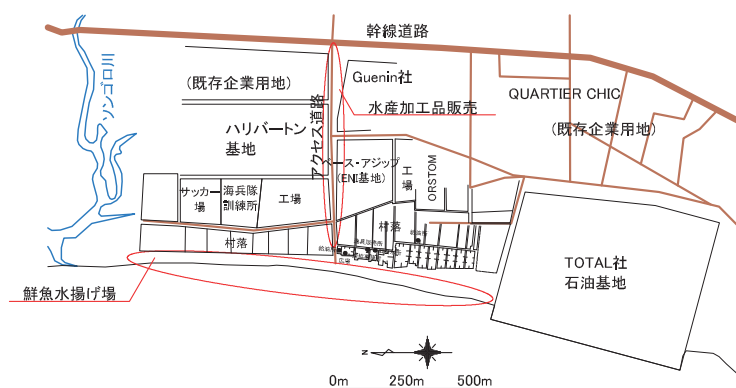 幹線道路
ソンゴロ川
(既存企業用地)
Guenin社
水産加工品販売
QUARTIER CHIC
(既存企業用地)
ハリバートン
基地
アクセス道路
ベース・アジップ
(ENI基地)
工場
ORSTOM
サッカー
場
海兵隊
訓練所
工場
村落
村落
広場
鮮魚水揚げ場
TOTAL社
石油基地
N
0m
250m
500m